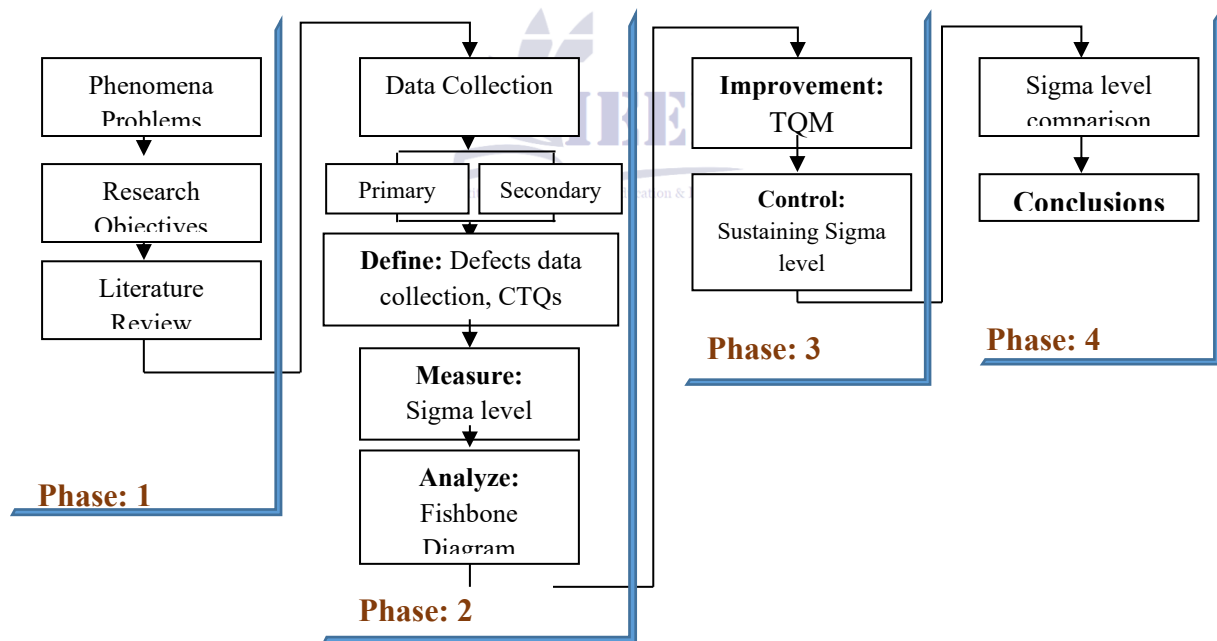 Phenomena
Problems
Research
Objectives
Literature
Review
Phase: 1
Data Collection
Primary
Secondary
Define: Defects data
collection, CTQs
Measure:
Sigma level
Analyze:
Fishbone
Diagram
Phase: 2
Improvement:
TQM
Control:
Sustaining Sigma
level
Phase: 3
Sigma level
comparison
Conclusions
Phase: 4